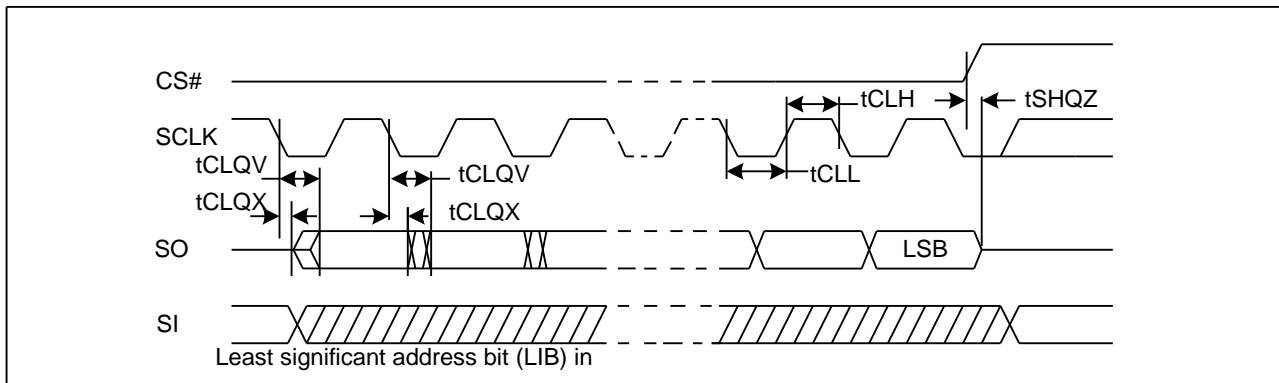 CS#
tCLH
tSHQZ
SCLK
tCLQV
tCLQV
tCLL
tCLQX
tCLQX
SO
LSB
SI
Least significant address bit (LIB) in